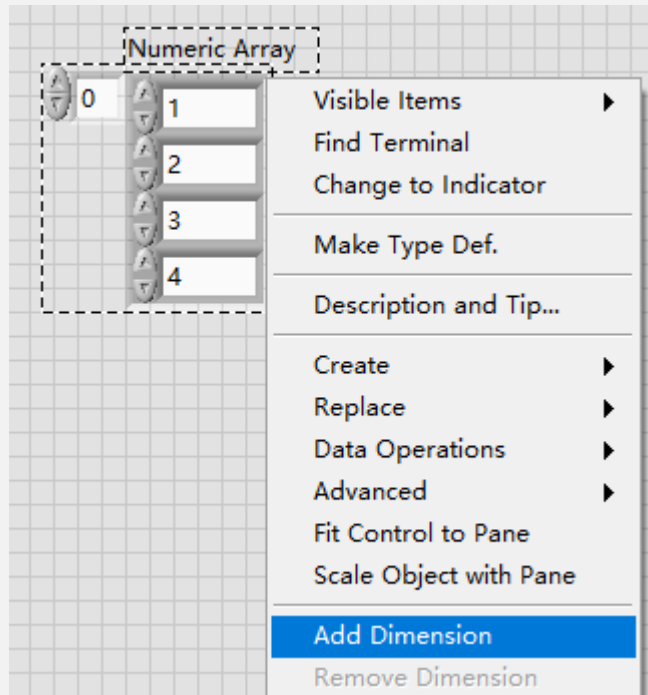 Numeric Array
0
1
2
3
4
Visible Items
Find Terminal
Change to Indicator
Make Type Def.
Description and Tip...
Create
Replace
Data Operations
Advanced
Fit Control to Pane
Scale Object with Pane
Add Dimension
Remove Dimension